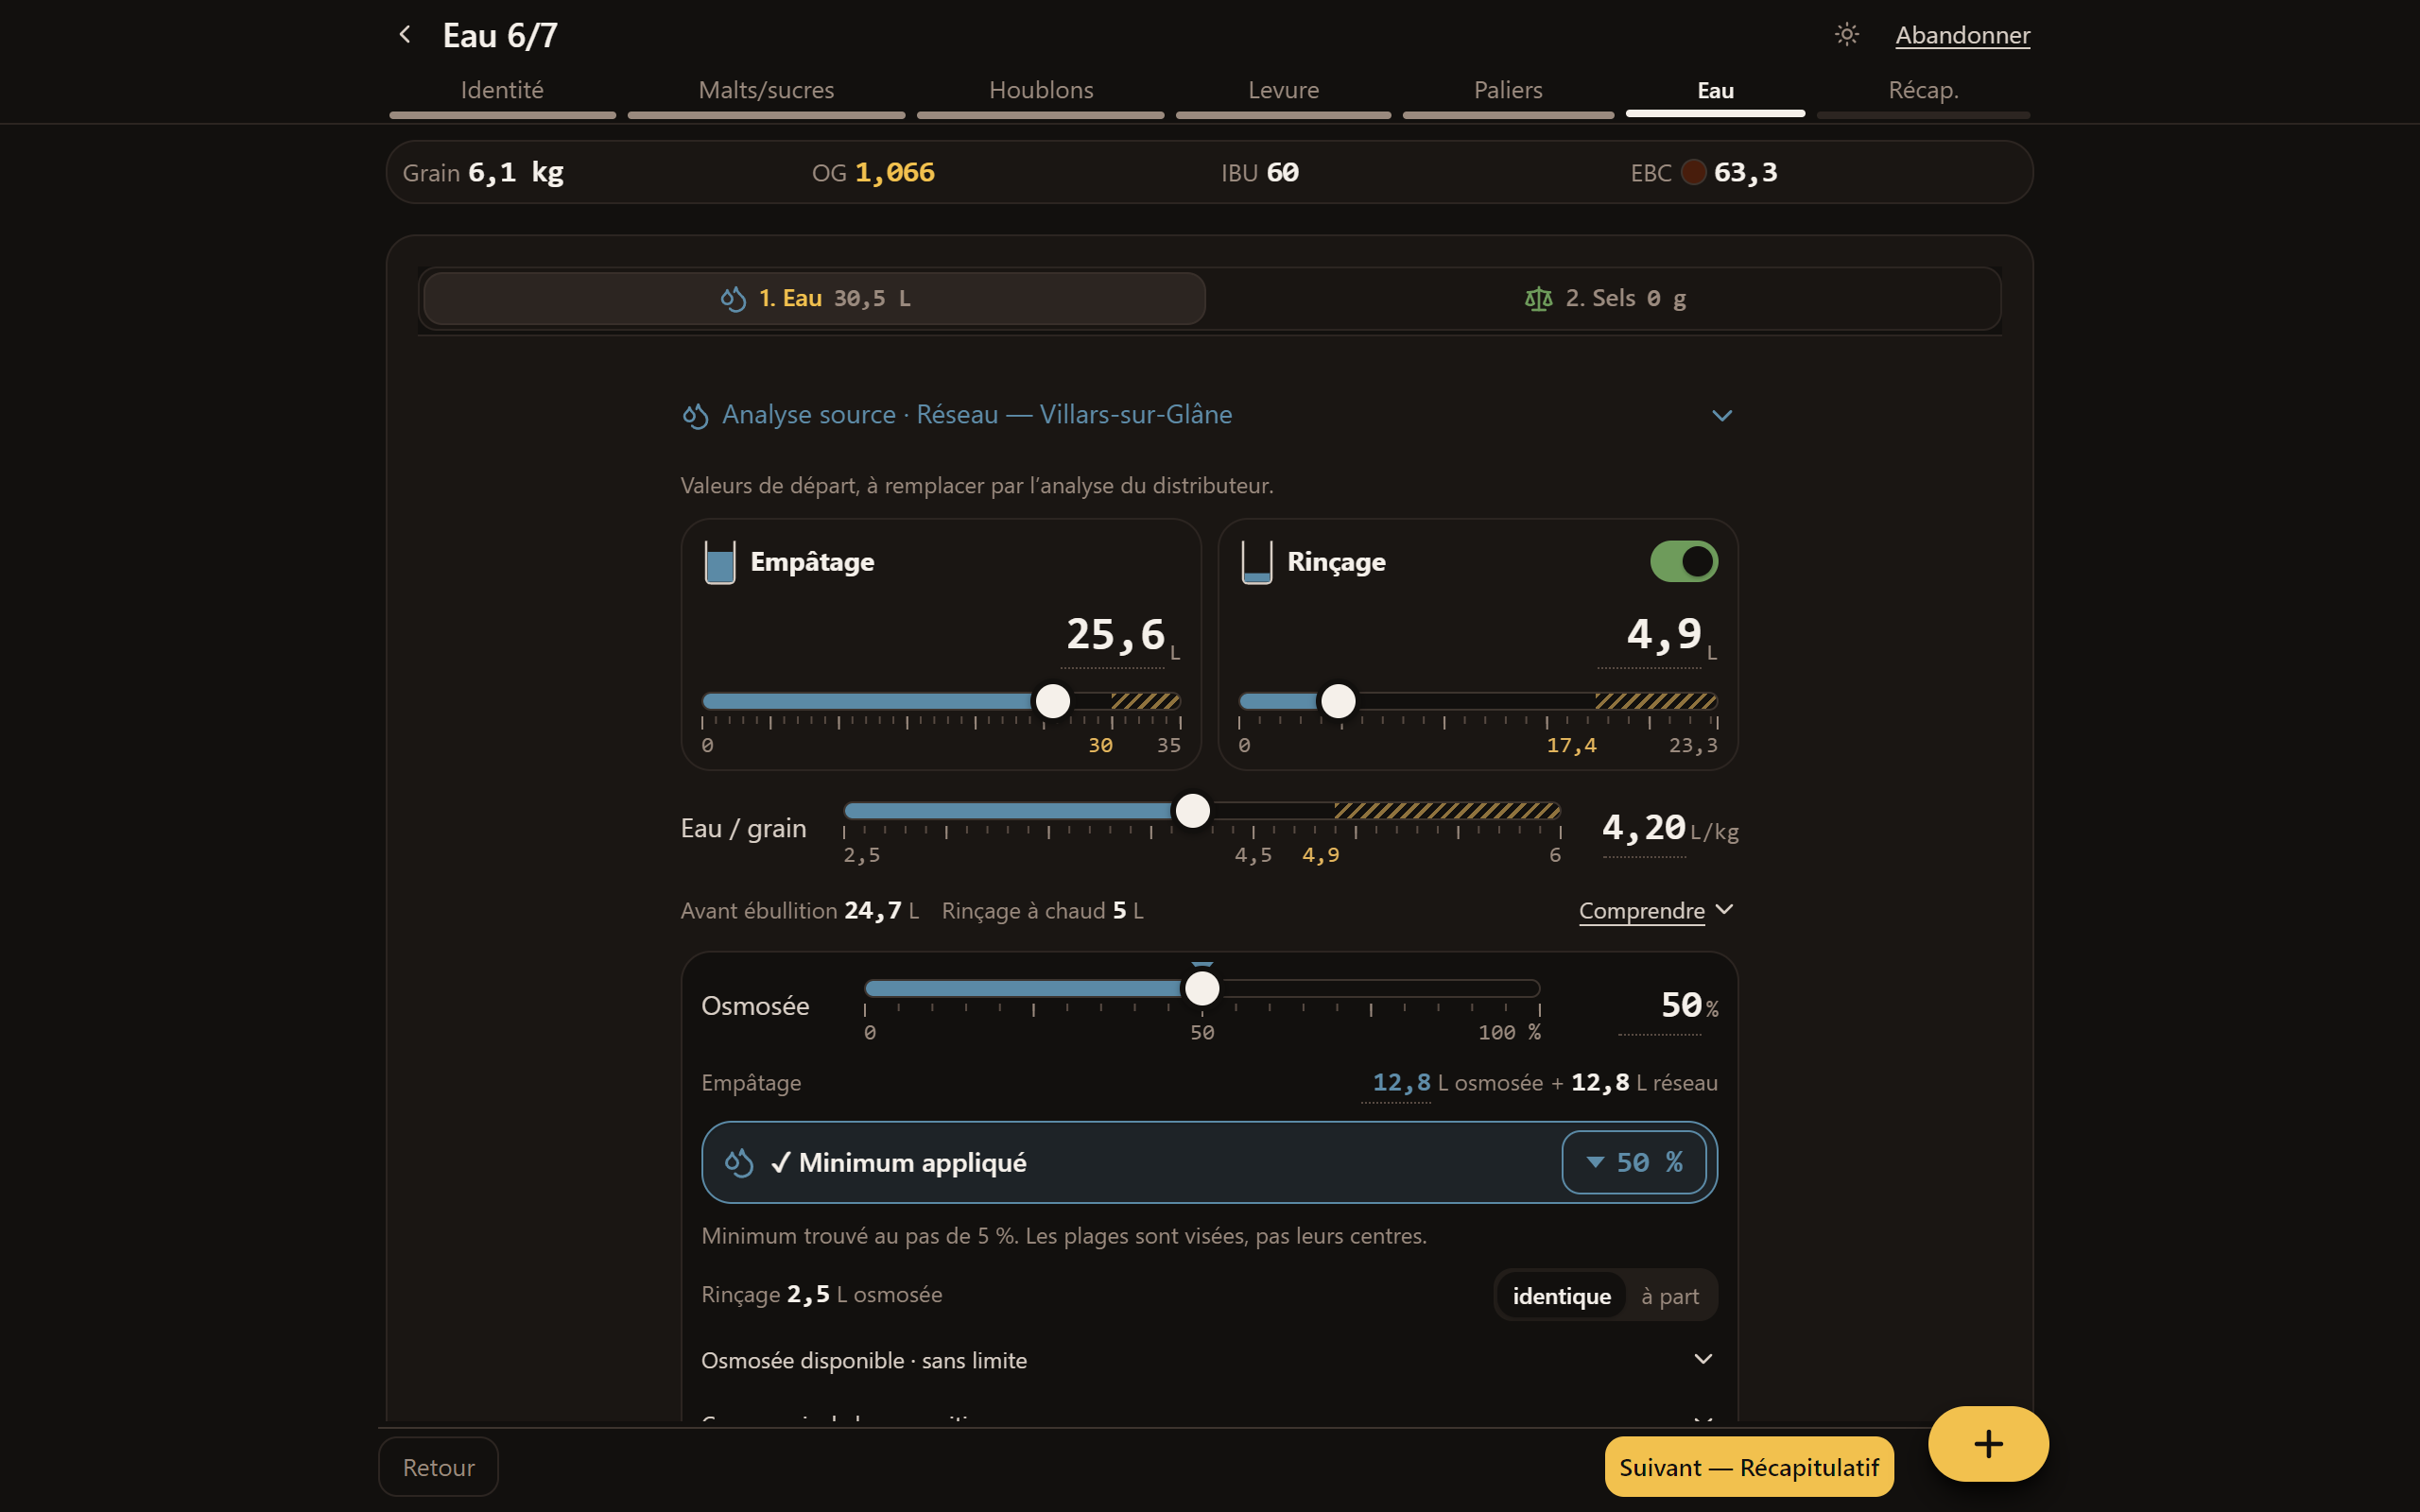 Eau 6/7
Abandonner
Identité
Malts/sucres
Houblons
Levure
Paliers
Eau
Récap.
Grain 6,1 kg
OG 1,066
IBU 60
EBC 63,3
1. Eau 30,5 L
2. Sels 0 g
Analyse source · Réseau — Villars-sur-Glâne
Valeurs de départ, à remplacer par l’analyse du distributeur.
Empâtage
25,6 L
0 30 35
Rinçage
4,9 L
0 17,4 23,3
Eau / grain
2,5 4,5 4,9 6
4,20 L/kg
Avant ébullition 24,7 L Rinçage à chaud 5 L
Comprendre
Osmosée
0 50 100 %
50 %
Empâtage
12,8 L osmosée + 12,8 L réseau
✓ Minimum appliqué
50 %
Minimum trouvé au pas de 5 %. Les plages sont visées, pas leurs centres.
Rinçage 2,5 L osmosée
identique à part
Osmosée disponible · sans limite
Retour
Suivant — Récapitulatif